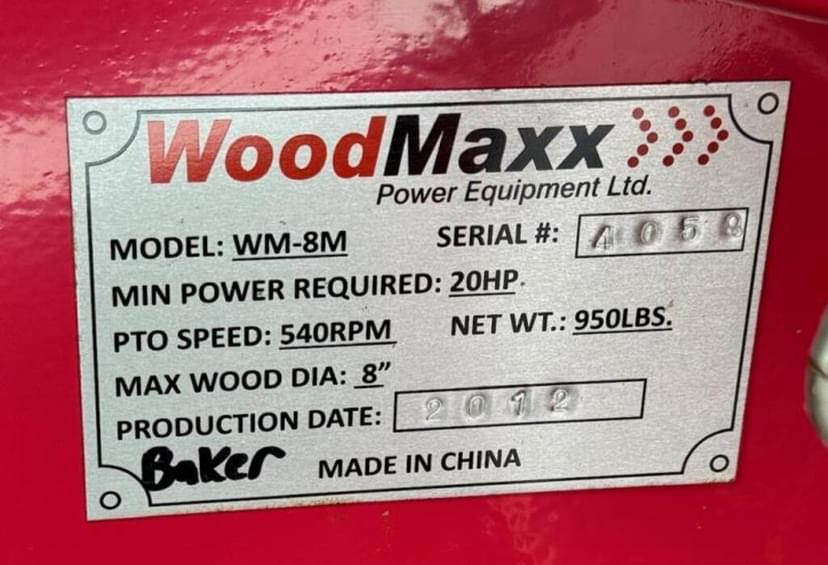 WoodMaxx
Power Equipment Ltd.
MODEL: WM-8M SERIAL #: 4059
MIN POWER REQUIRED: 20HP.
PTO SPEED: 540RPM NET WT.: 950LBS.
MAX WOOD DIA: 8”
PRODUCTION DATE: 2012
Baker MADE IN CHINA